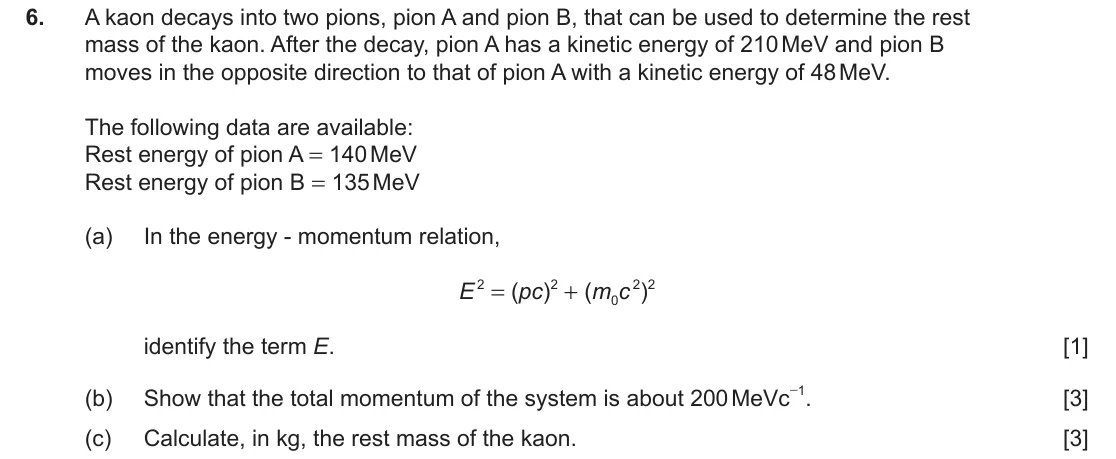 6. A kaon decays into two pions, pion A and pion B, that can be used to determine the rest
mass of the kaon. After the decay, pion A has a kinetic energy of 210 MeV and pion B
moves in the opposite direction to that of pion A with a kinetic energy of 48 MeV.
The following data are available:
Rest energy of pion A = 140 MeV
Rest energy of pion B = 135 MeV
(a) In the energy - momentum relation,
E² = (pc)² + (m₀c²)²
identify the term E. [1]
(b) Show that the total momentum of the system is about 200 MeVc⁻¹. [3]
(c) Calculate, in kg, the rest mass of the kaon. [3]